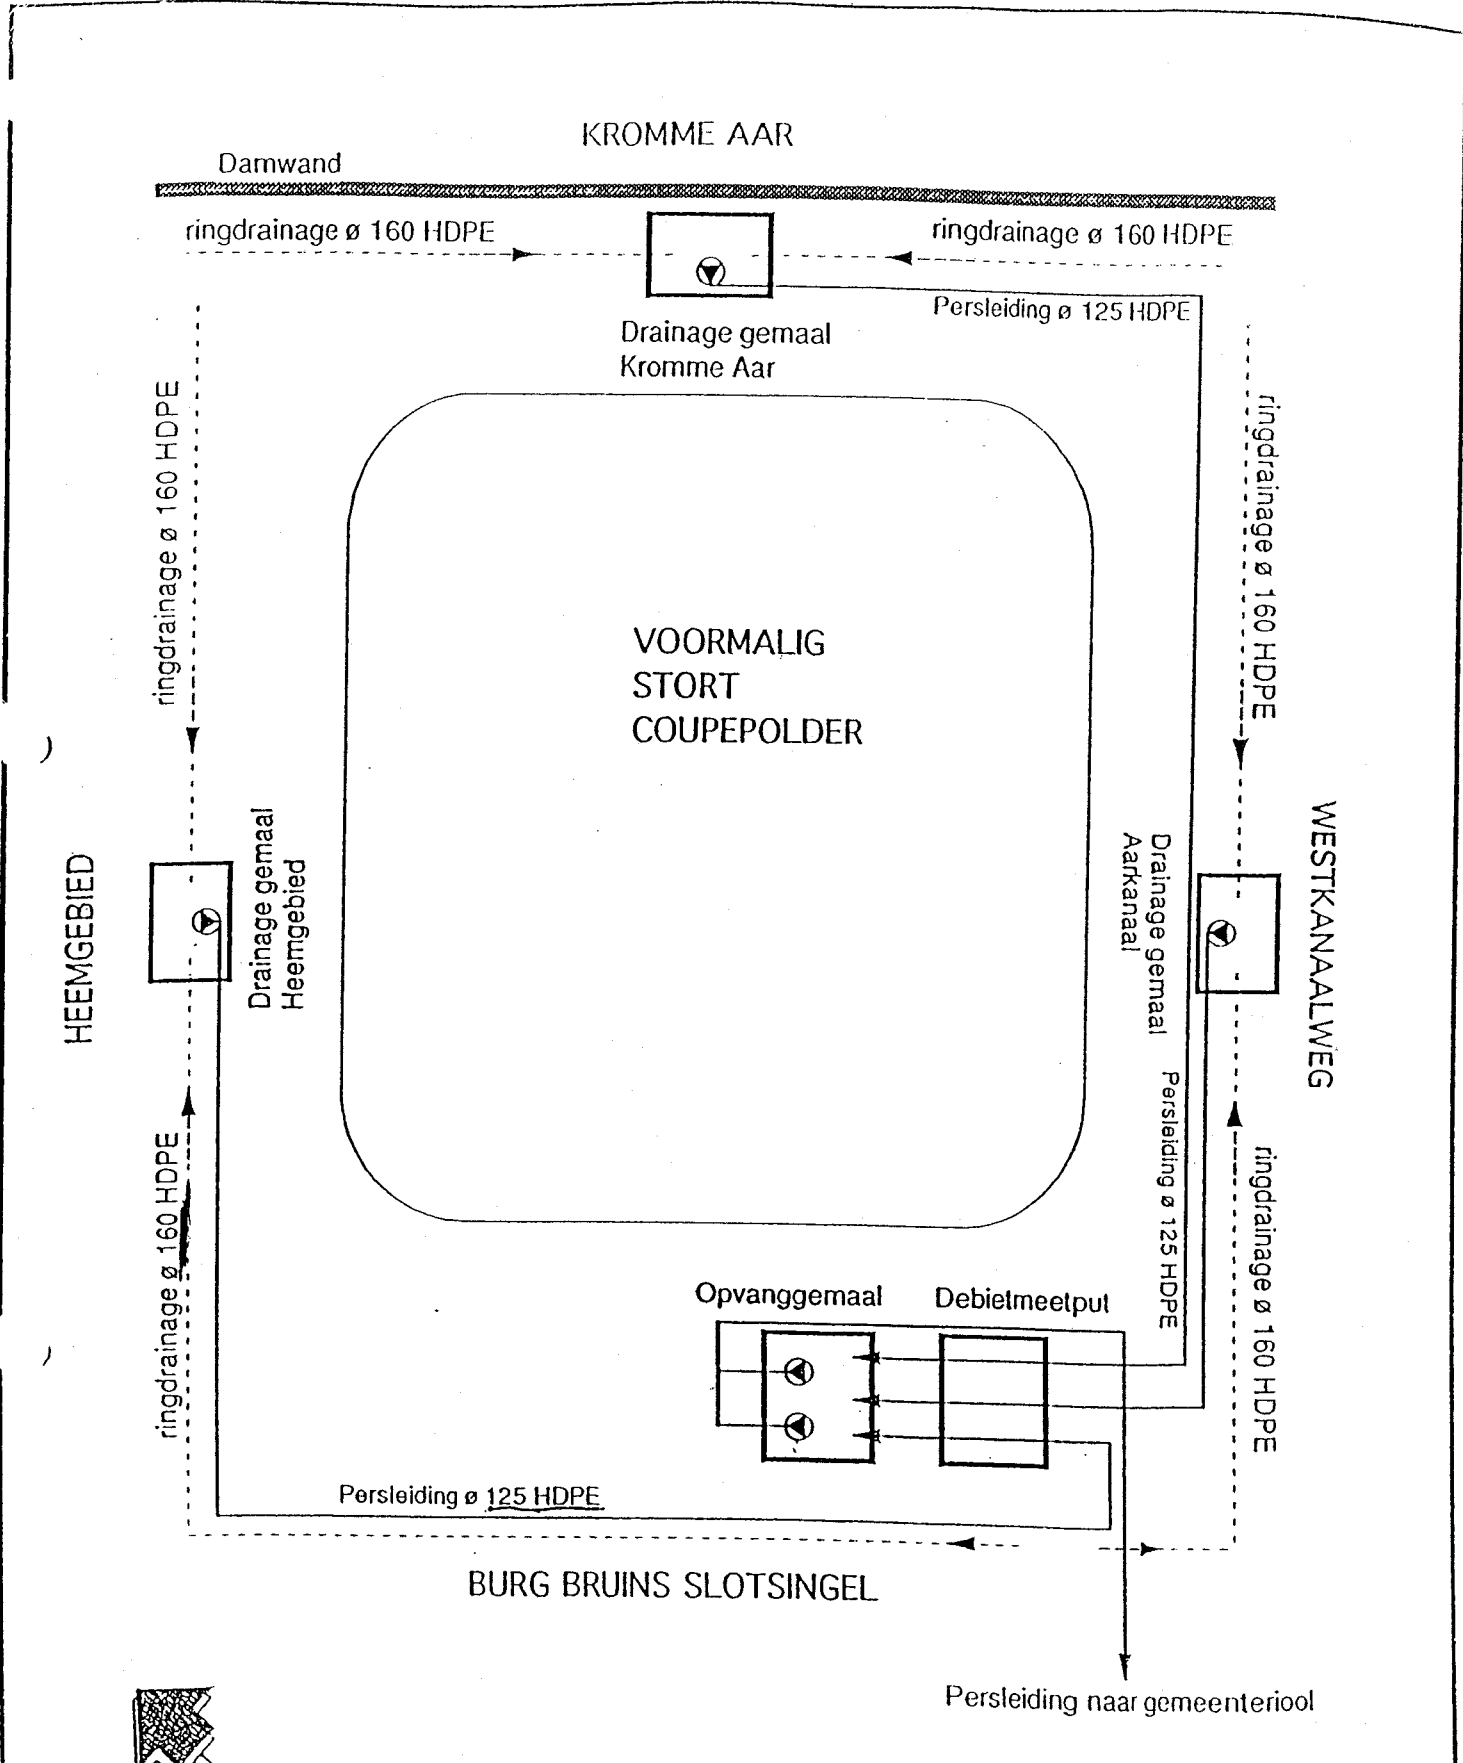 KROMME AAR
Damwand
ringdrainage ø 160 HDPE
ringdrainage ø 160 HDPE
Persleiding ø 125 HDPE
Drainage gemaal
Kromme Aar
ringdrainage ø 160 HDPE
ringdrainage ø 160 HDPE
VOORMALIG
STORT
COUPEPOLDER
HEEMGEBIED
Drainage gemaal
Heemgebied
Drainage gemaal
Aarkanaal
WESTKANAALWEG
Persleiding ø 125 HDPE
ringdrainage ø 160 HDPE
ringdrainage ø 160 HDPE
Opvanggemaal
Debietmeetput
Persleiding ø 125 HDPE
BURG BRUINS SLOTSINGEL
Persleiding naar gemeenteriool